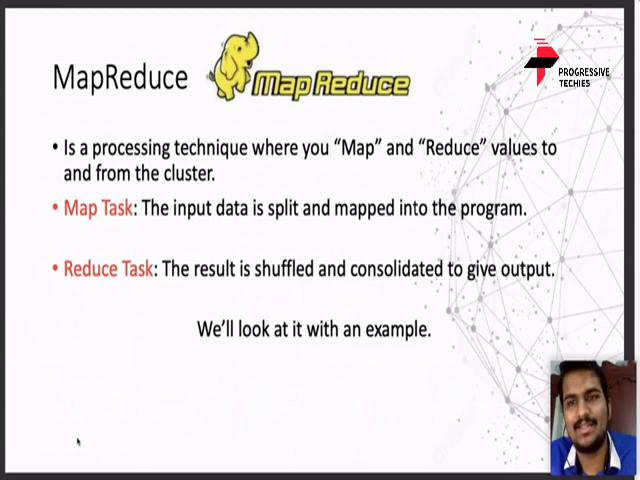 MapReduce
Map Reduce
PROGRESSIVE
TECHIES
• Is a processing technique where you “Map” and “Reduce” values to
and from the cluster.
• Map Task: The input data is split and mapped into the program.
• Reduce Task: The result is shuffled and consolidated to give output.
We’ll look at it with an example.